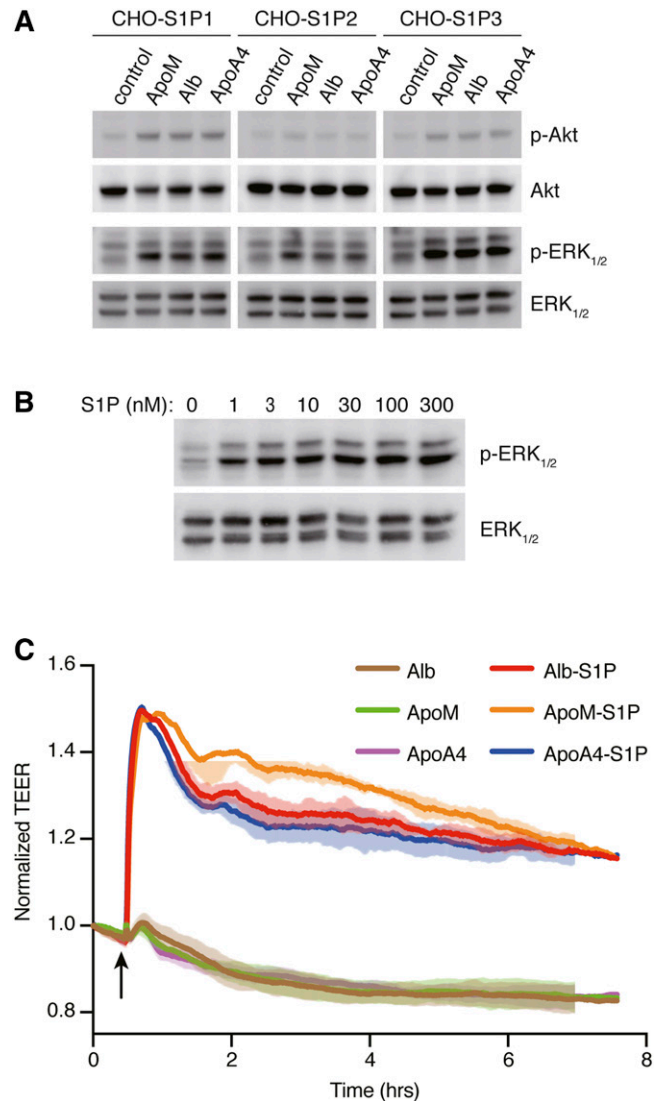 A
CHO-S1P1 CHO-S1P2 CHO-S1P3
control ApoM Alb ApoA4 control ApoM Alb ApoA4 control ApoM Alb ApoA4
p-Akt
Akt
p-ERK1/2
ERK1/2
B
S1P (nM): 0 1 3 10 30 100 300
p-ERK1/2
ERK1/2
C
1.6
Alb Alb-S1P
ApoM ApoM-S1P
1.4
ApoA4 ApoA4-S1P
Normalized TEER
1.2
1.0
0.8
0 2 4 6 8
Time (hrs)